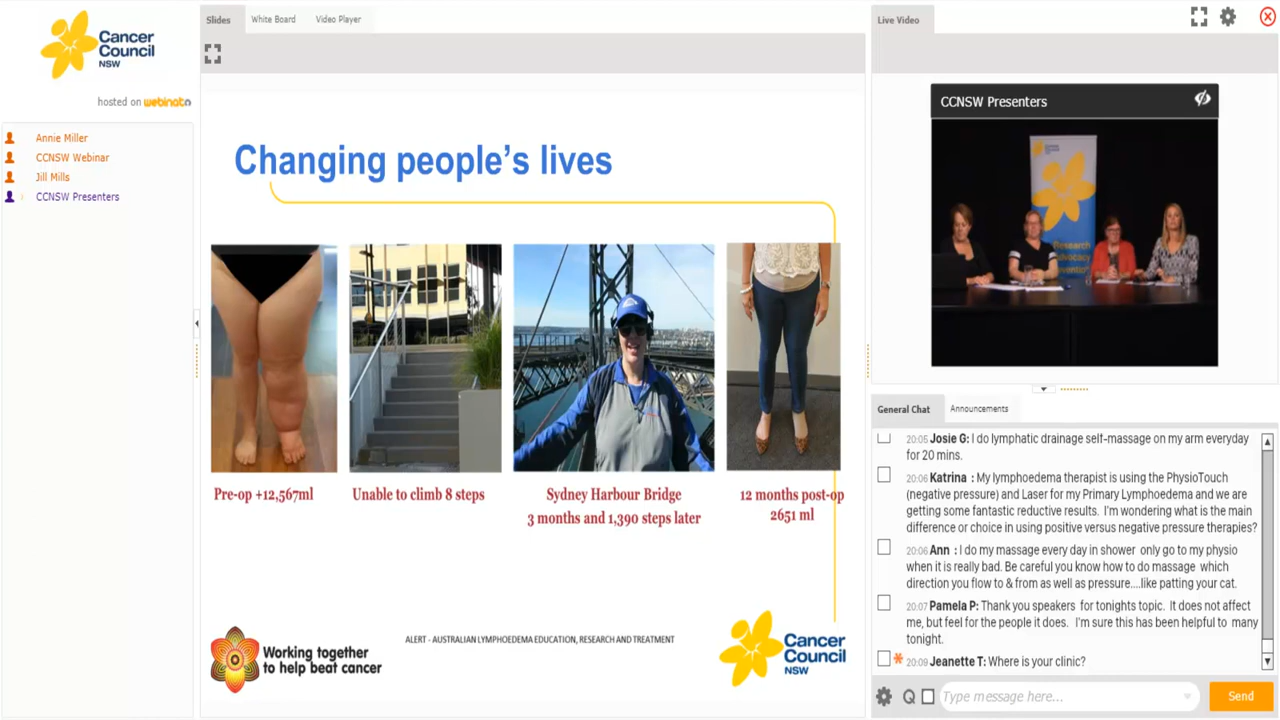 Cancer
Council
NSW
hosted on webinato
Annie Miller
CCNSW Webinar
Jill Mills
CCNSW Presenters
Slides
White Board
Video Player
Changing people's lives
Pre-op +12,567ml
Unable to climb 8 steps
Sydney Harbour Bridge
3 months and 1,390 steps later
12 months post-op
2651 ml
Working together
to help beat cancer
ALERT - AUSTRALIAN LYMPHOEDEMA EDUCATION, RESEARCH AND TREATMENT
Cancer
Council
NSW
Live Video
CCNSW Presenters
Research
Advocacy
General Chat
Announcements
20:05 Josie G: I do lymphatic drainage self-massage on my arm everyday
for 20 mins.
20:06 Katrina : My lymphoedema therapist is using the PhysioTouch
(negative pressure) and Laser for my Primary Lymphoedema and we are
getting some fantastic reductive results. I'm wondering what is the main
difference or choice in using positive versus negative pressure therapies?
20:06 Ann : I do my massage every day in shower only go to my physio
when it is really bad. Be careful you know how to do massage which
direction you flow to & from as well as pressure....like patting your cat.
20:07 Pamela P: Thank you speakers for tonights topic. It does not affect
me, but feel for the people it does. I'm sure this has been helpful to many
tonight.
20:09 Jeanette T: Where is your clinic?
Type message here...
Send